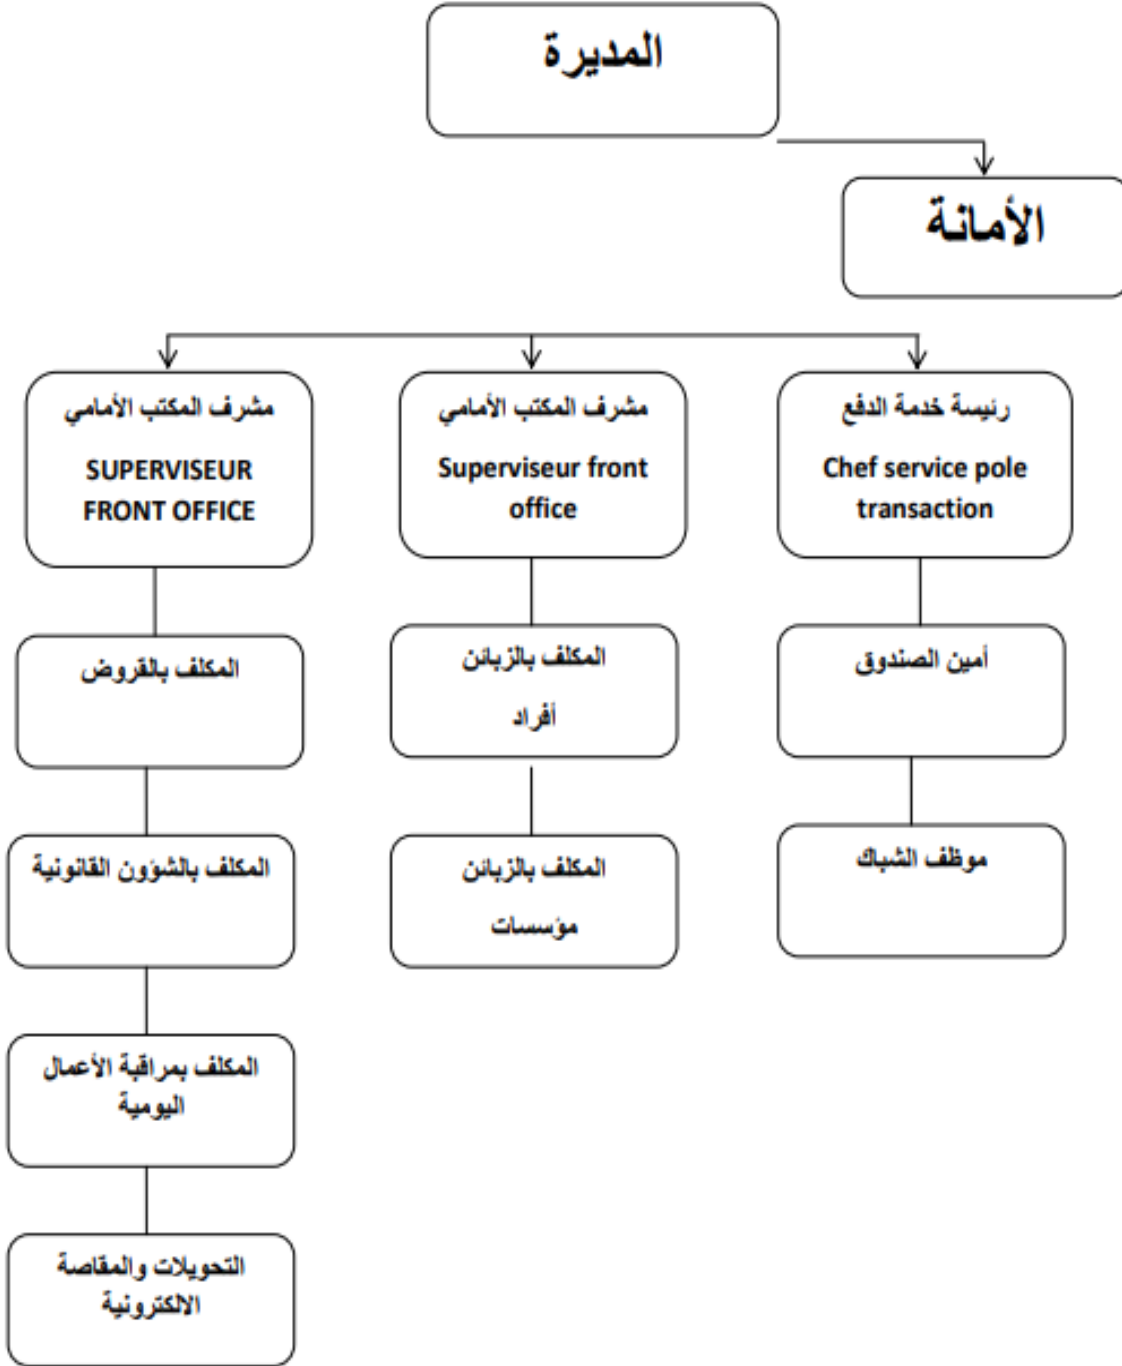 المديرة
الأمانة
رئيسة خدمة الدفع
Chef service pole
transaction
مشرف المكتب الأمامي
Superviseur front
office
مشرف المكتب الأمامي
SUPERVISEUR
FRONT OFFICE
أمين الصندوق
المكلف بالزبائن
أفراد
المكلف بالقروض
موظف الشباك
المكلف بالزبائن
مؤسسات
المكلف بالشؤون القانونية
المكلف بمراقبة الأعمال
اليومية
التحويلات والمقاصة
الالكترونية